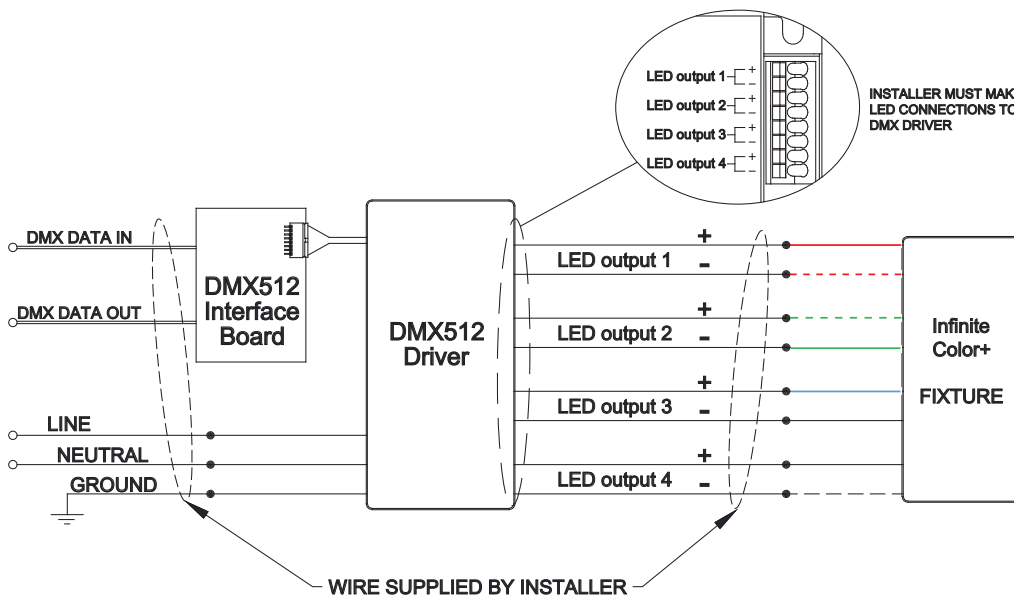 LED output 1 + -
LED output 2 + -
LED output 3 + -
LED output 4 + -
INSTALLER MUST MAK
LED CONNECTIONS TO
DMX DRIVER
DMX DATA IN
DMX DATA OUT
DMX512
Interface
Board
DMX512
Driver
LINE
NEUTRAL
GROUND
+
LED output 1 -
+
LED output 2 -
+
LED output 3 -
+
LED output 4 -
Infinite
Color+
FIXTURE
WIRE SUPPLIED BY INSTALLER